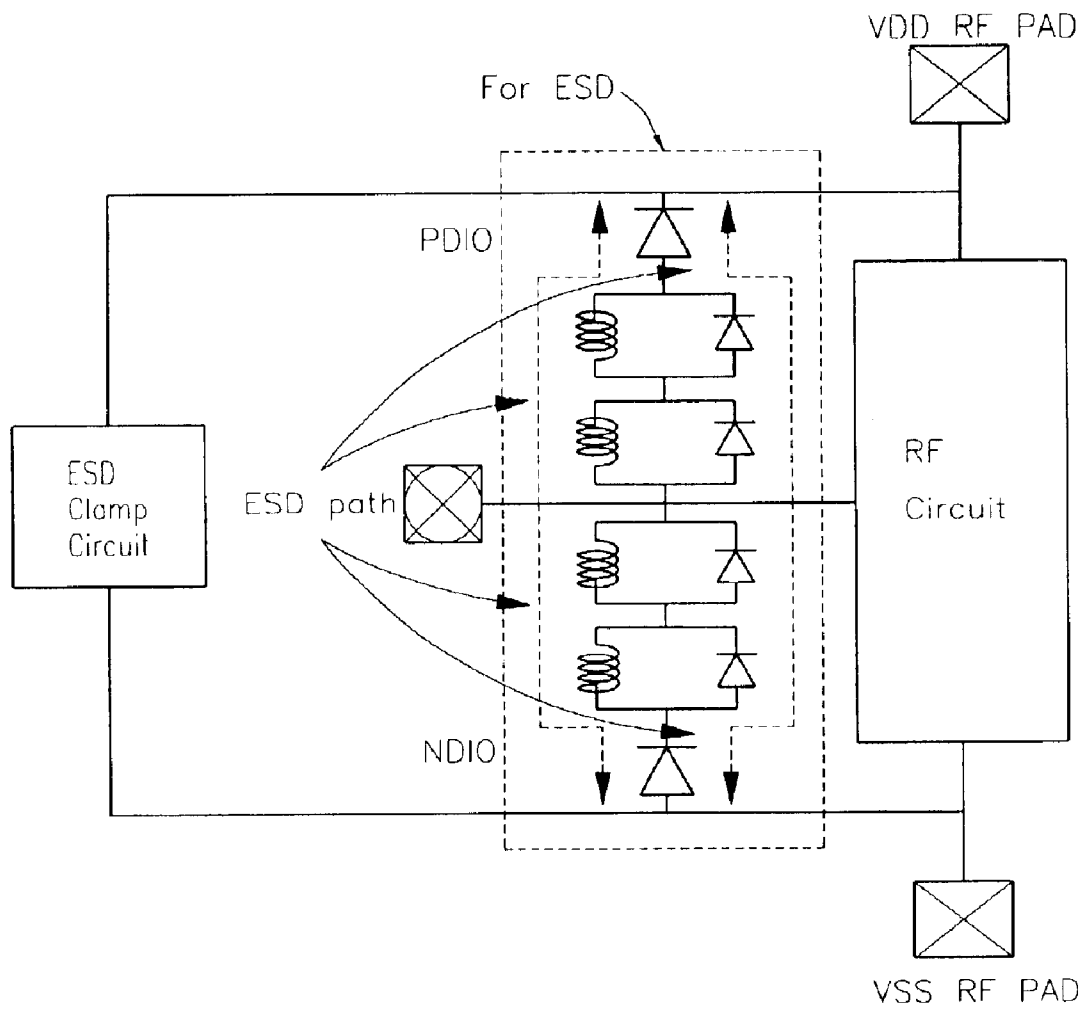 VDD RF PAD
For ESD
PDIO
ESD
Clamp
Circuit
ESD path
RF
Circuit
NDIO
VSS RF PAD